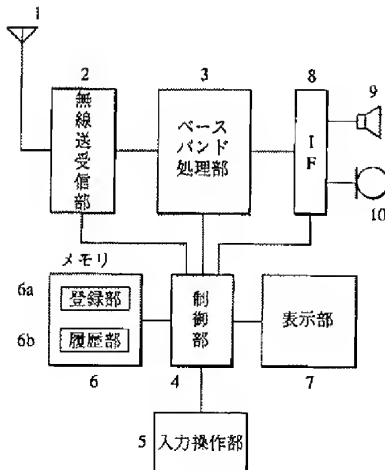 1
2
3
8
9
無線送受信部
ベース
バンド
処理部
IF
10
メモリ
6a
登録部
6b
履歴部
制御部
表示部
6
4
7
5
入力操作部